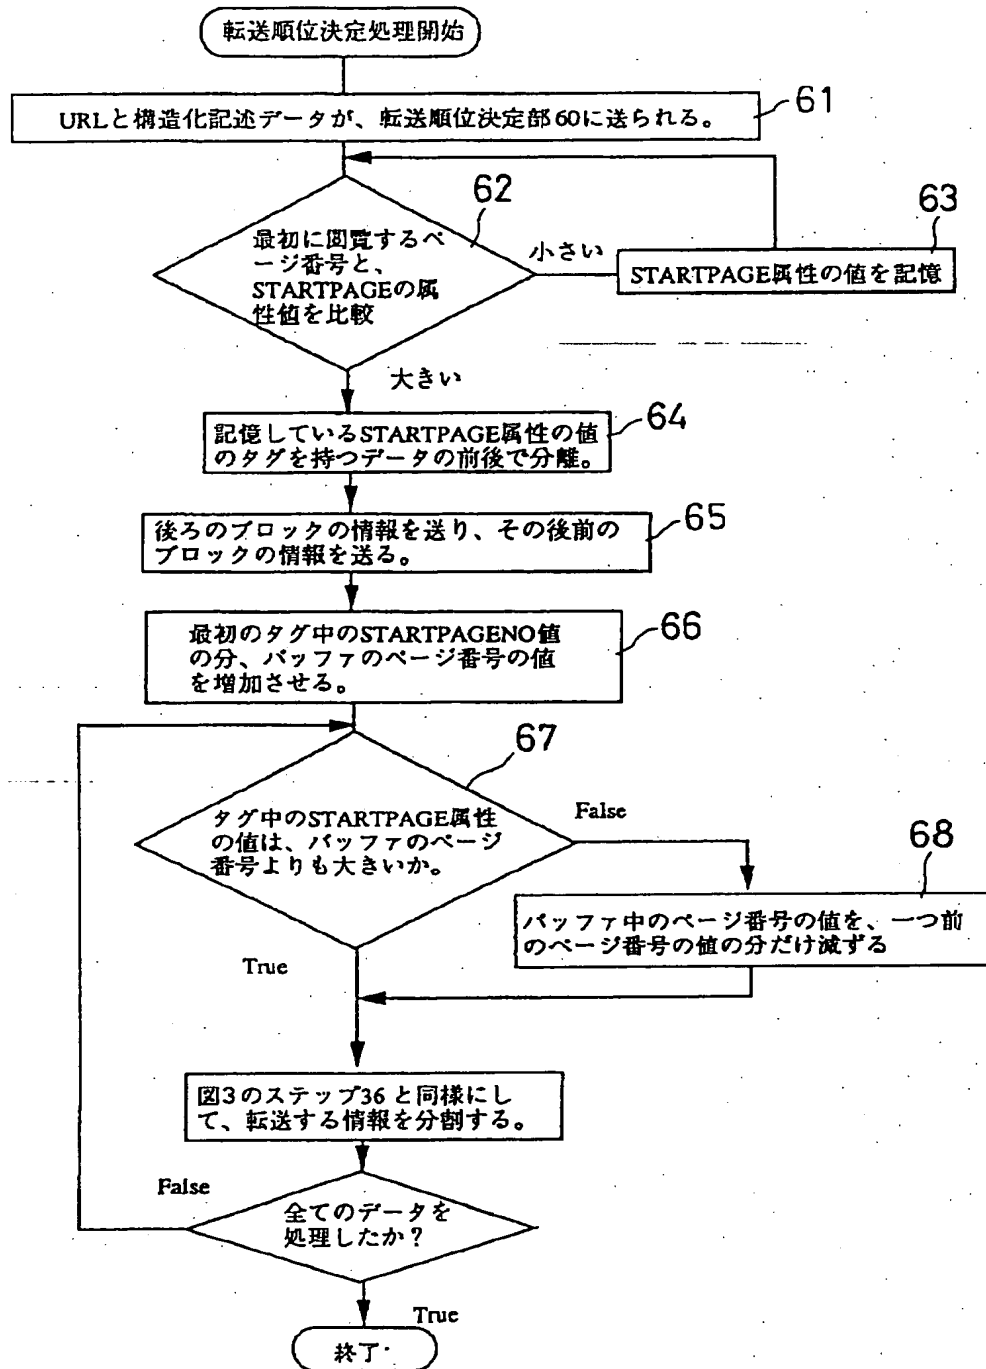 転送順位決定処理開始
61
URLと構造化記述データが、転送順位決定部60に送られる。
62
63
最初に閲覧するペ
ージ番号と、
STARTPAGEの属
性値を比較
小さい
STARTPAGE属性の値を記憶
大きい
64
記憶しているSTARTPAGE属性の値
のタグを持つデータの前後で分離。
65
後ろのブロックの情報を送り、その後前の
ブロックの情報を送る。
66
最初のタグ中のSTARTPAGENO値
の分、バッファのページ番号の値
を増加させる。
67
タグ中のSTARTPAGE属性
の値は、バッファのページ
番号よりも大きいか。
False
68
バッファ中のページ番号の値を、一つ前
のページ番号の値の分だけ減ずる
True
図3のステップ36と同様にし
て、転送する情報を分割する。
False
全てのデータを
処理したか？
True
終了